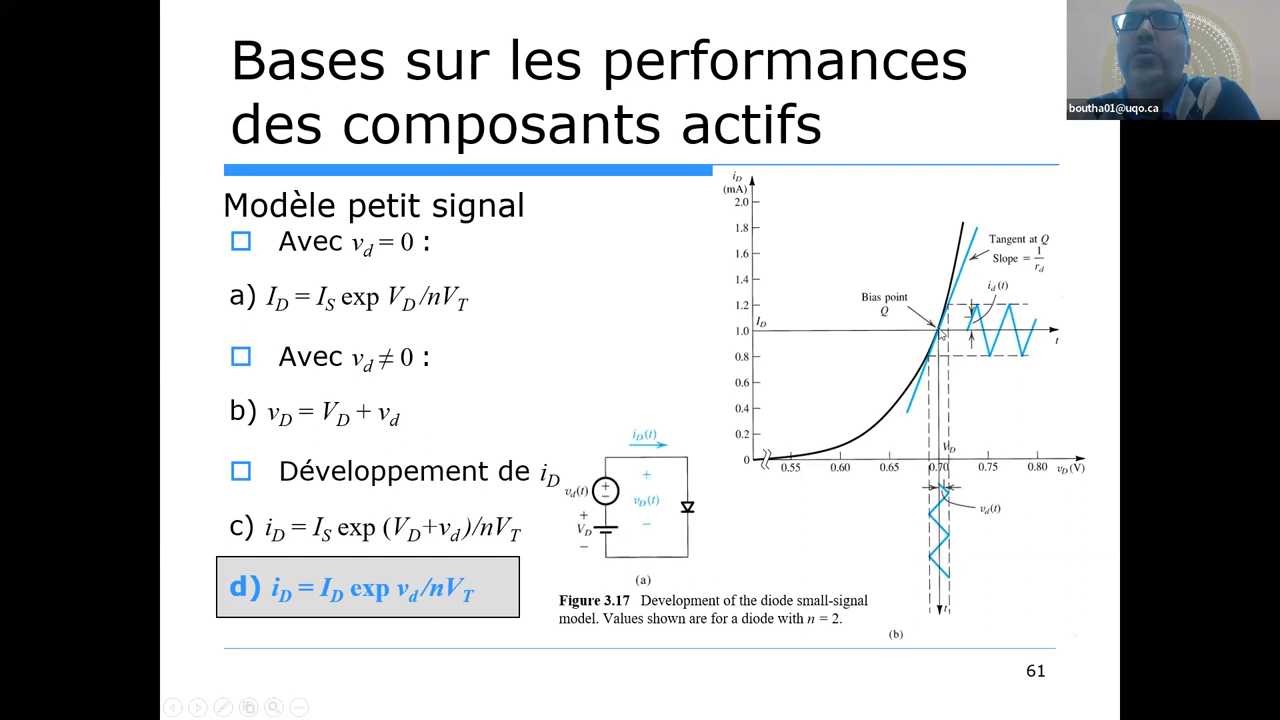 Bases sur les performances
des composants actifs
boutha01@uqo.ca
Modèle petit signal
Avec v_d = 0 :
a) I_D = I_S exp V_D /nV_T
Avec v_d ≠ 0 :
b) v_D = V_D + v_d
Développement de i_D
c) i_D = I_S exp (V_D+v_d)/nV_T
d) i_D = I_D exp v_d /nV_T
i_D(t)
v_d(t)
+
−
+
v_D(t)
−
+
V_D
−
(a)
i_D
(mA)
2.0
1.8
1.6
1.4
1.2
1.0
0.8
0.6
0.4
0.2
0
I_D
Bias point
Q
Tangent at Q
Slope = 1/r_d
i_d(t)
t
V_D
0.55
0.60
0.65
0.70
0.75
0.80
v_D (V)
v_d(t)
t
(b)
Figure 3.17 Development of the diode small-signal
model. Values shown are for a diode with n = 2.
61